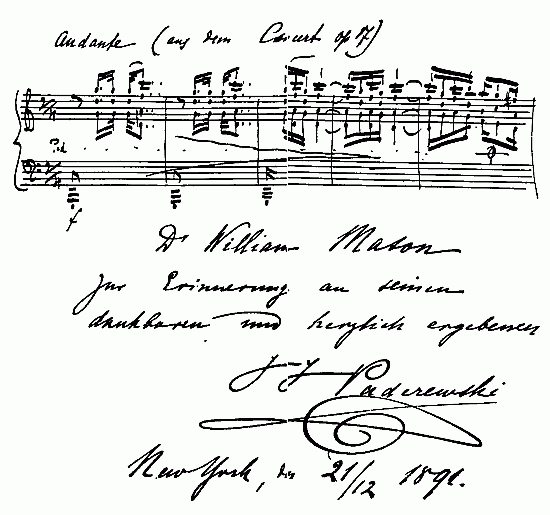 Andante (aus dem Concert op 17)
Ped
f
Dr William Mason
zur Erinnerung an seinen
dankbaren und herzlich ergebenen
I J Paderewski
New York, den 21/12 1891.